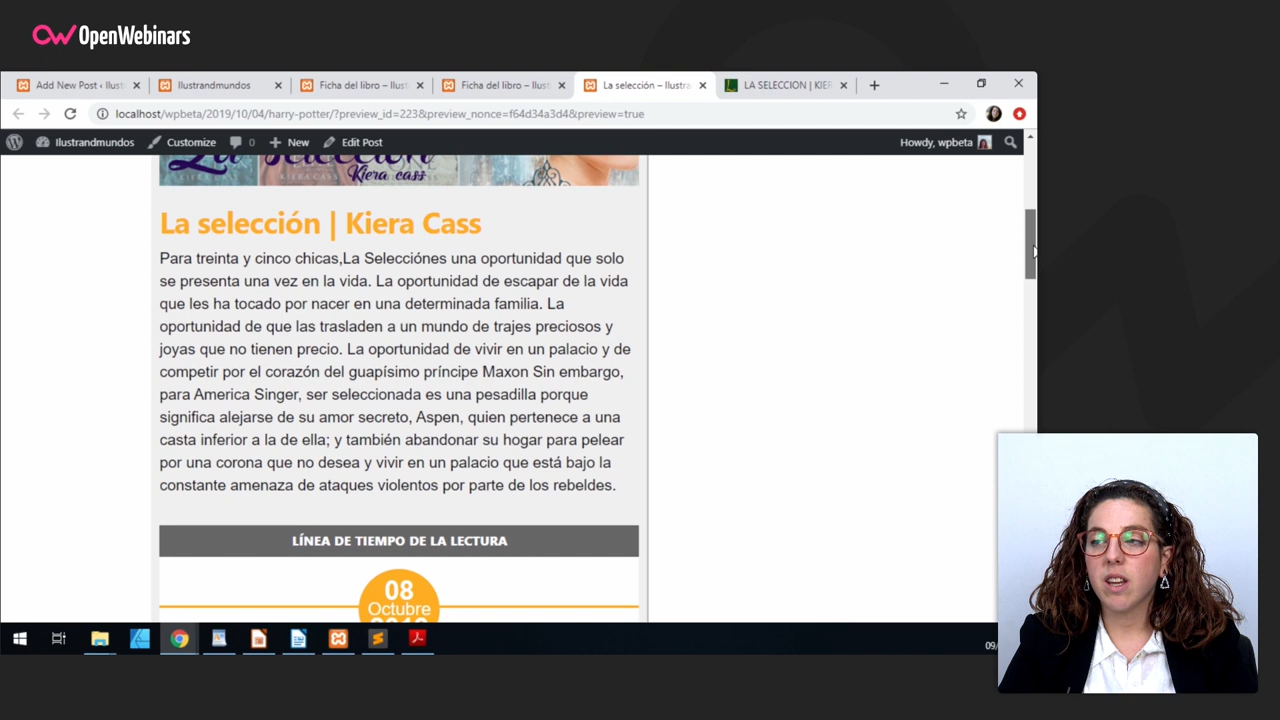 OpenWebinars
Add New Post ‹ Ilust
Ilustrandmundos
Ficha del libro – Ilust
Ficha del libro – Ilust
La selección – Ilustra
LA SELECCION | KIER
localhost/wpbeta/2019/10/04/harry-potter/?preview_id=223&preview_nonce=f64d34a3d4&preview=true
Ilustrandmundos Customize 0 New Edit Post Howdy, wpbeta
La selección
Kiera cass
La selección | Kiera Cass
Para treinta y cinco chicas,La Selecciónes una oportunidad que solo
se presenta una vez en la vida. La oportunidad de escapar de la vida
que les ha tocado por nacer en una determinada familia. La
oportunidad de que las trasladen a un mundo de trajes preciosos y
joyas que no tienen precio. La oportunidad de vivir en un palacio y de
competir por el corazón del guapísimo príncipe Maxon Sin embargo,
para America Singer, ser seleccionada es una pesadilla porque
significa alejarse de su amor secreto, Aspen, quien pertenece a una
casta inferior a la de ella; y también abandonar su hogar para pelear
por una corona que no desea y vivir en un palacio que está bajo la
constante amenaza de ataques violentos por parte de los rebeldes.
LÍNEA DE TIEMPO DE LA LECTURA
08
Octubre
09/